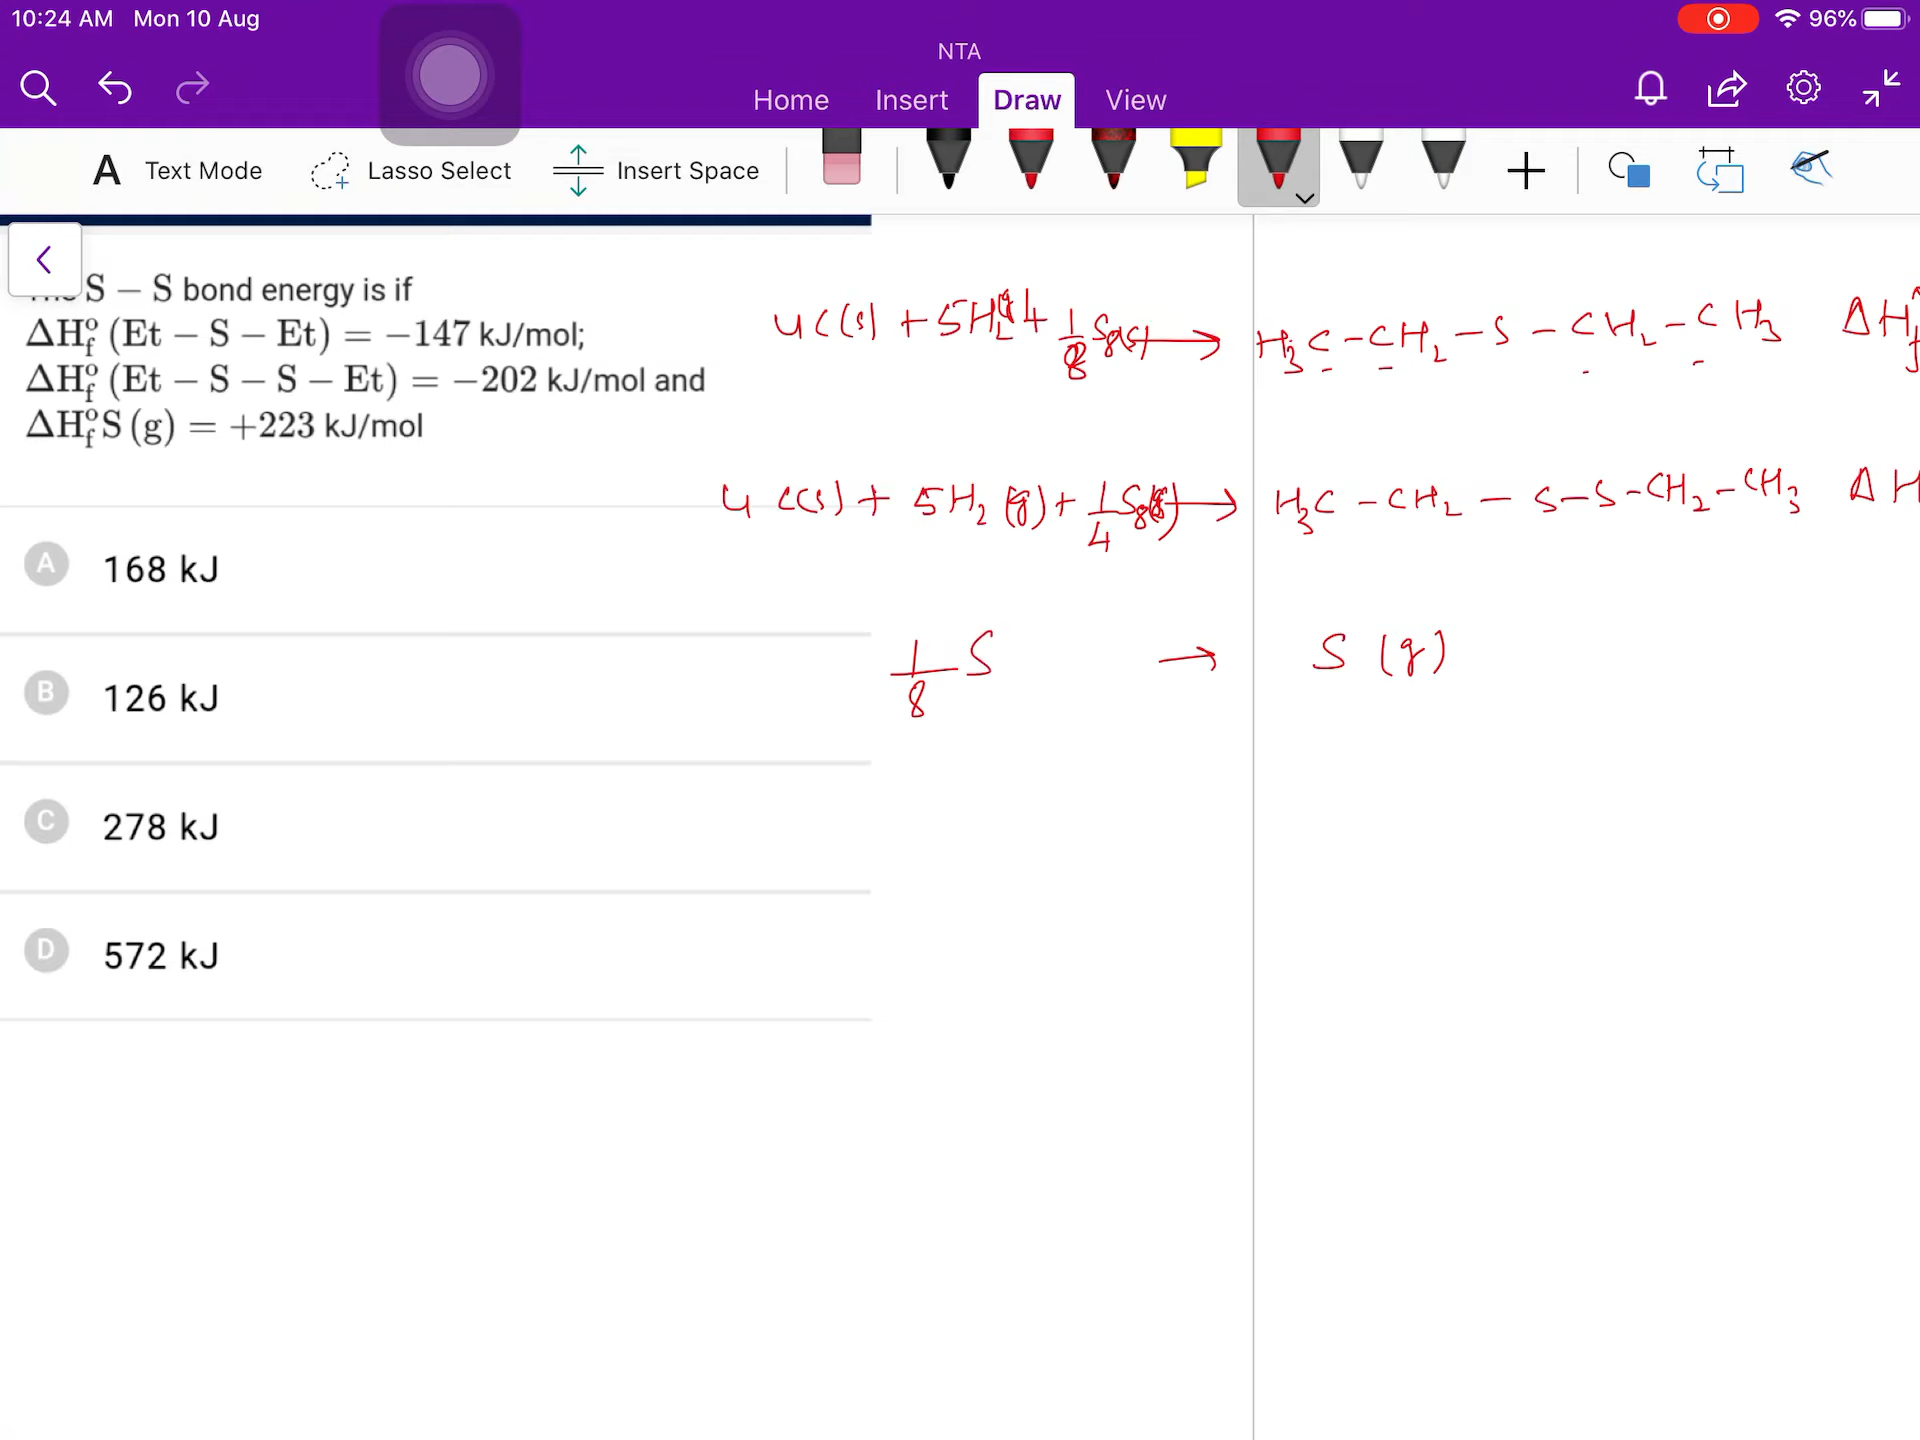 10:24 AM Mon 10 Aug
96%
NTA
Home Insert Draw View
A Text Mode Lasso Select Insert Space
S – S bond energy is if
ΔH°f (Et – S – Et) = −147 kJ/mol;
ΔH°f (Et – S – S – Et) = −202 kJ/mol and
ΔH°f S (g) = +223 kJ/mol
A 168 kJ
B 126 kJ
C 278 kJ
D 572 kJ
4C(s) + 5H2(g) + 1/8 S8(s) → H3C – CH2 – S – CH2 – CH3 ΔHf
4 C(s) + 5H2 (g) + 1/4 S8(s) → H3C – CH2 – S – S – CH2 – CH3 ΔH
1/8 S → S (g)